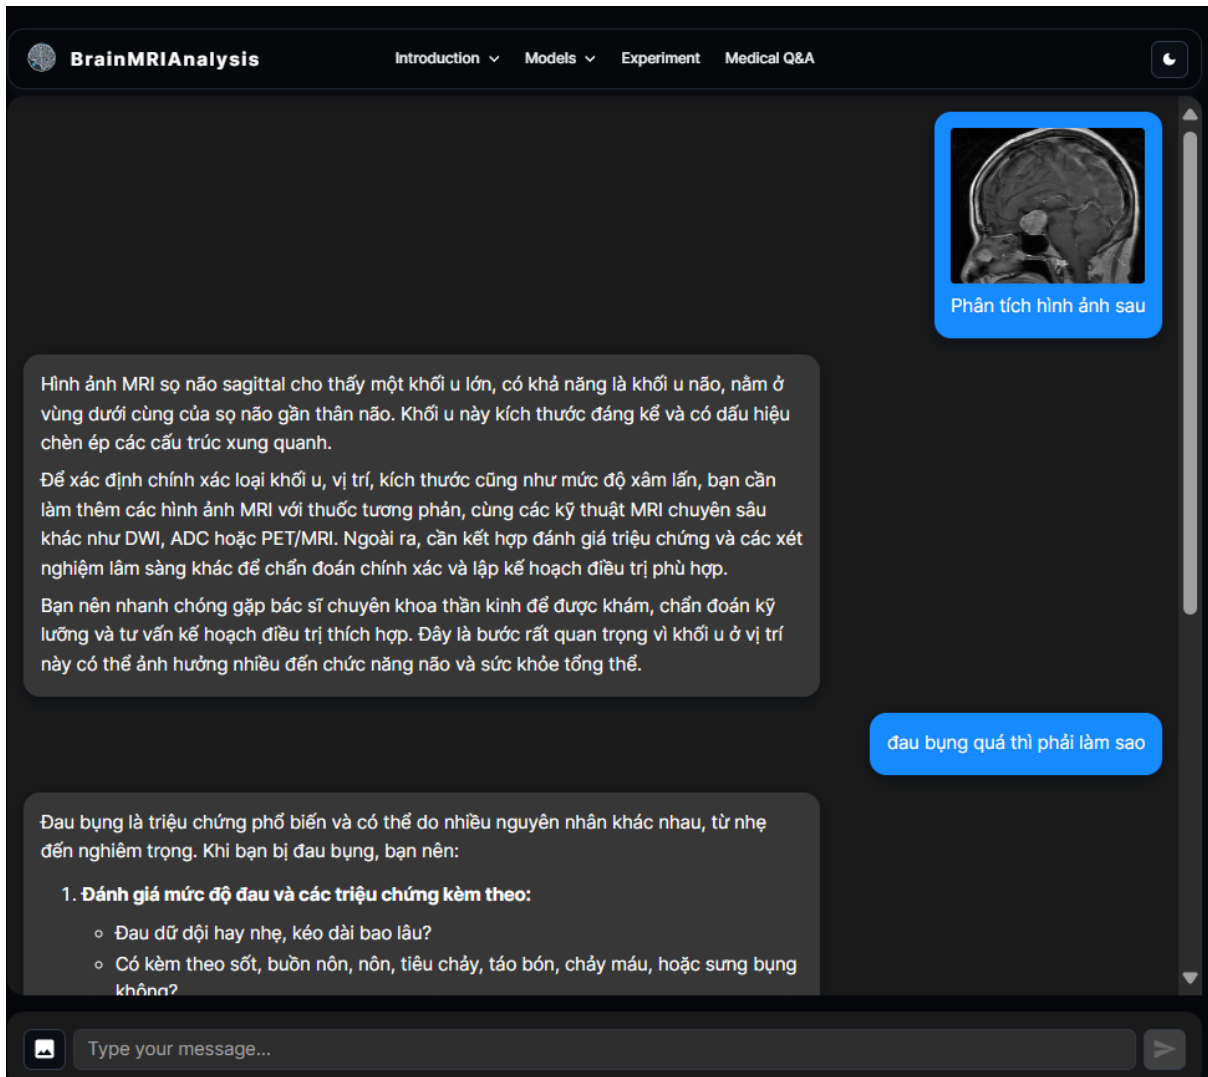 BrainMRIAnalysis
Introduction
Models
Experiment
Medical Q&A
Phân tích hình ảnh sau
Hình ảnh MRI sọ não sagittal cho thấy một khối u lớn, có khả năng là khối u não, nằm ở
vùng dưới cùng của sọ não gần thân não. Khối u này kích thước đáng kể và có dấu hiệu
chèn ép các cấu trúc xung quanh.
Để xác định chính xác loại khối u, vị trí, kích thước cũng như mức độ xâm lấn, bạn cần
làm thêm các hình ảnh MRI với thuốc tương phản, cùng các kỹ thuật MRI chuyên sâu
khác như DWI, ADC hoặc PET/MRI. Ngoài ra, cần kết hợp đánh giá triệu chứng và các xét
nghiệm lâm sàng khác để chẩn đoán chính xác và lập kế hoạch điều trị phù hợp.
Bạn nên nhanh chóng gặp bác sĩ chuyên khoa thần kinh để được khám, chẩn đoán kỹ
lưỡng và tư vấn kế hoạch điều trị thích hợp. Đây là bước rất quan trọng vì khối u ở vị trí
này có thể ảnh hưởng nhiều đến chức năng não và sức khỏe tổng thể.
đau bụng quá thì phải làm sao
Đau bụng là triệu chứng phổ biến và có thể do nhiều nguyên nhân khác nhau, từ nhẹ
đến nghiêm trọng. Khi bạn bị đau bụng, bạn nên:
1. Đánh giá mức độ đau và các triệu chứng kèm theo:
Đau dữ dội hay nhẹ, kéo dài bao lâu?
Có kèm theo sốt, buồn nôn, nôn, tiêu chảy, táo bón, chảy máu, hoặc sưng bụng
không?
Type your message...